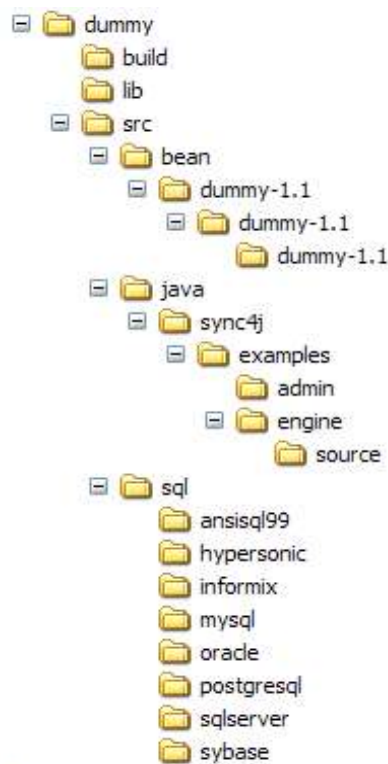 dummy
build
lib
src
bean
dummy-1.1
dummy-1.1
dummy-1.1
java
sync4j
examples
admin
engine
source
sql
ansisql99
hypersonic
informix
mysql
oracle
postgresql
sqlserver
sybase